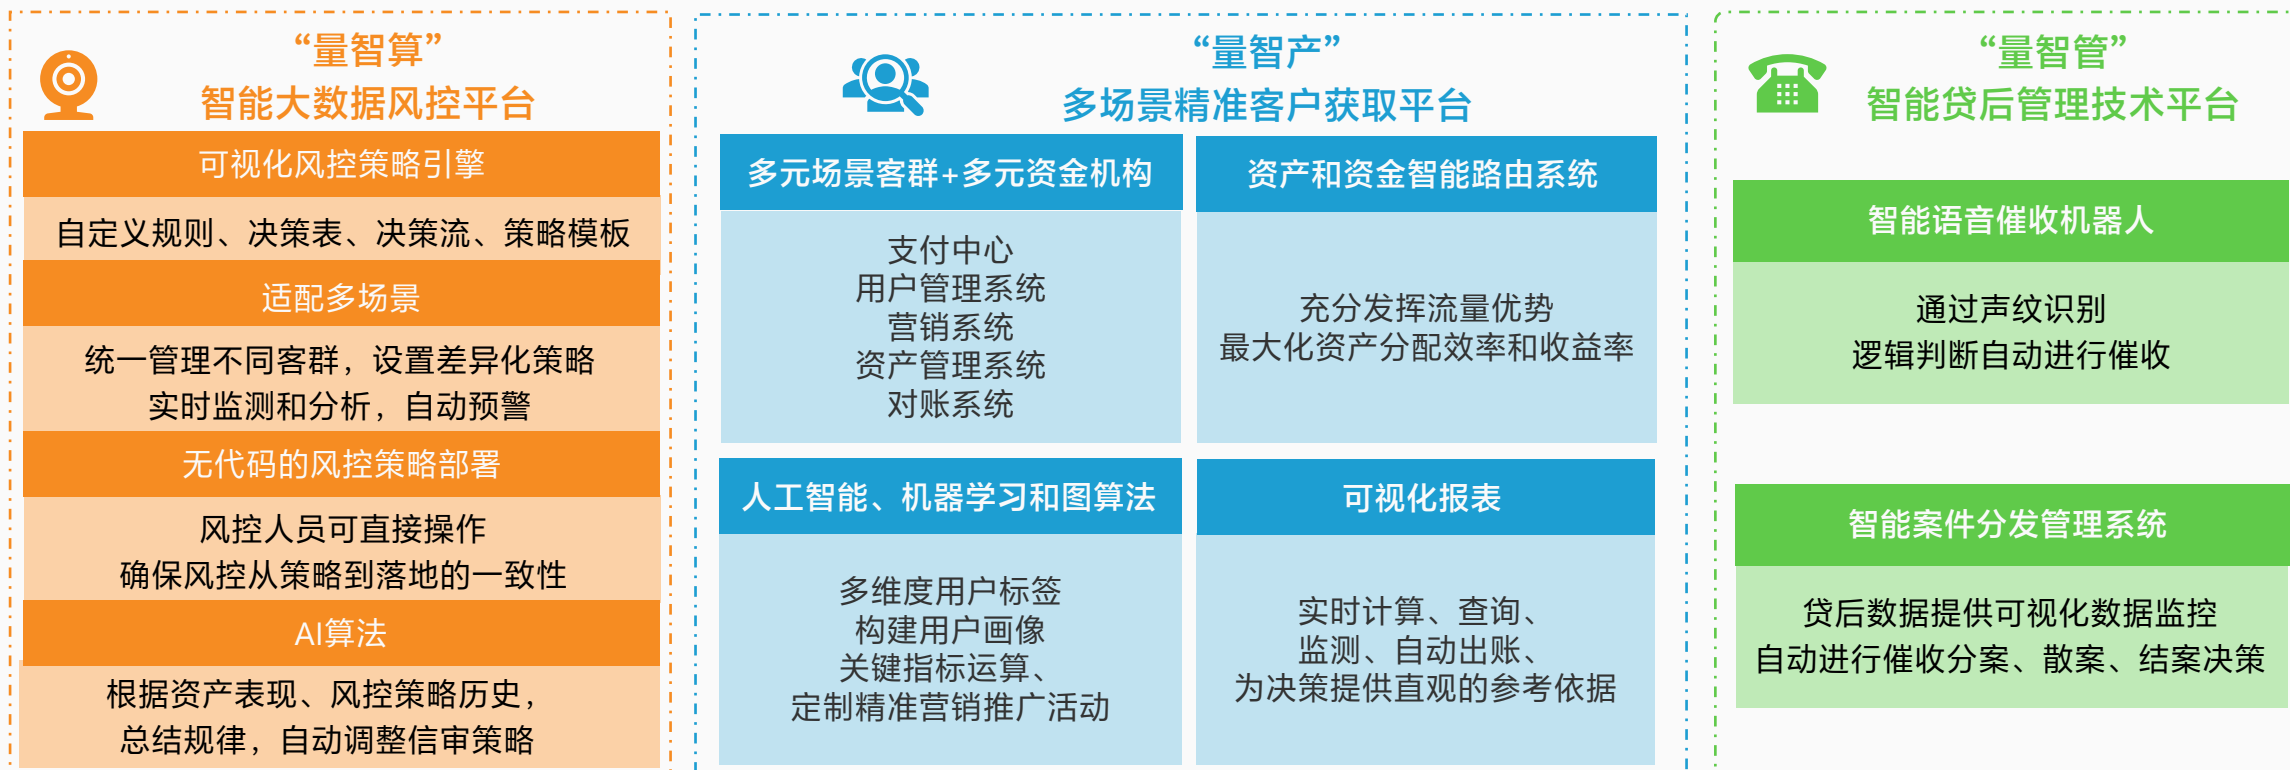 “量智算”
智能大数据风控平台
可视化风控策略引擎
自定义规则、决策表、决策流、策略模板
适配多场景
统一管理不同客群，设置差异化策略
实时监测和分析，自动预警
无代码的风控策略部署
风控人员可直接操作
确保风控从策略到落地的一致性
AI算法
根据资产表现、风控策略历史，
总结规律，自动调整信审策略
“量智产”
多场景精准客户获取平台
多元场景客群+多元资金机构
支付中心
用户管理系统
营销系统
资产管理系统
对账系统
资产和资金智能路由系统
充分发挥流量优势
最大化资产分配效率和收益率
人工智能、机器学习和图算法
多维度用户标签
构建用户画像
关键指标运算、
定制精准营销推广活动
可视化报表
实时计算、查询、
监测、自动出账、
为决策提供直观的参考依据
“量智管”
智能贷后管理技术平台
智能语音催收机器人
通过声纹识别
逻辑判断自动进行催收
智能案件分发管理系统
贷后数据提供可视化数据监控
自动进行催收分案、散案、结案决策